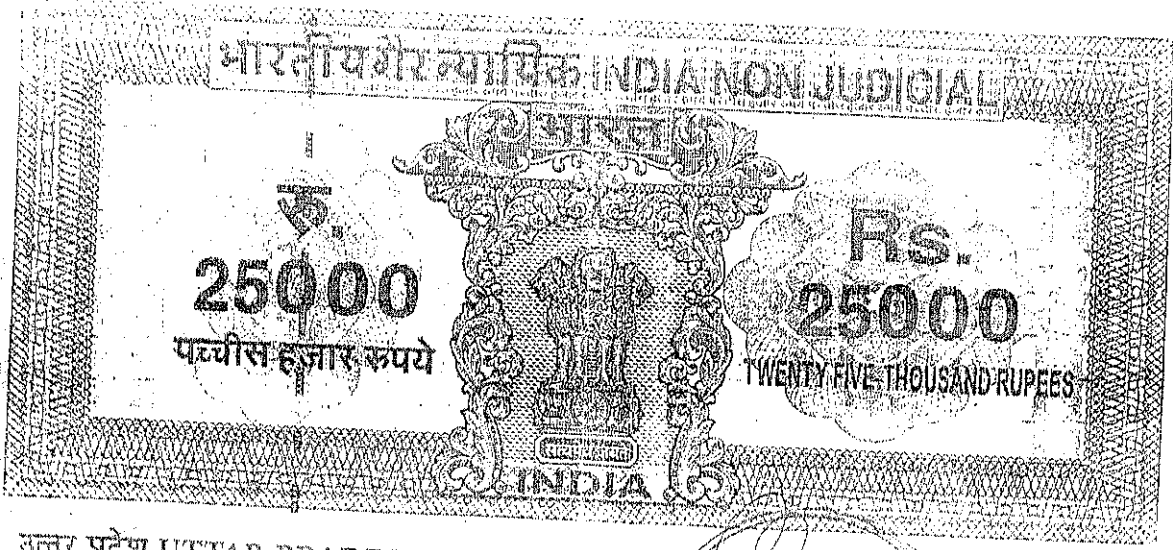 भारतीय गैर न्यायिक INDIA NON JUDICIAL
भारत
रु.
25000
पच्चीस हजार रुपये
Rs.
25000
TWENTY FIVE THOUSAND RUPEES
INDIA
उत्तर प्रदेश UTTAR